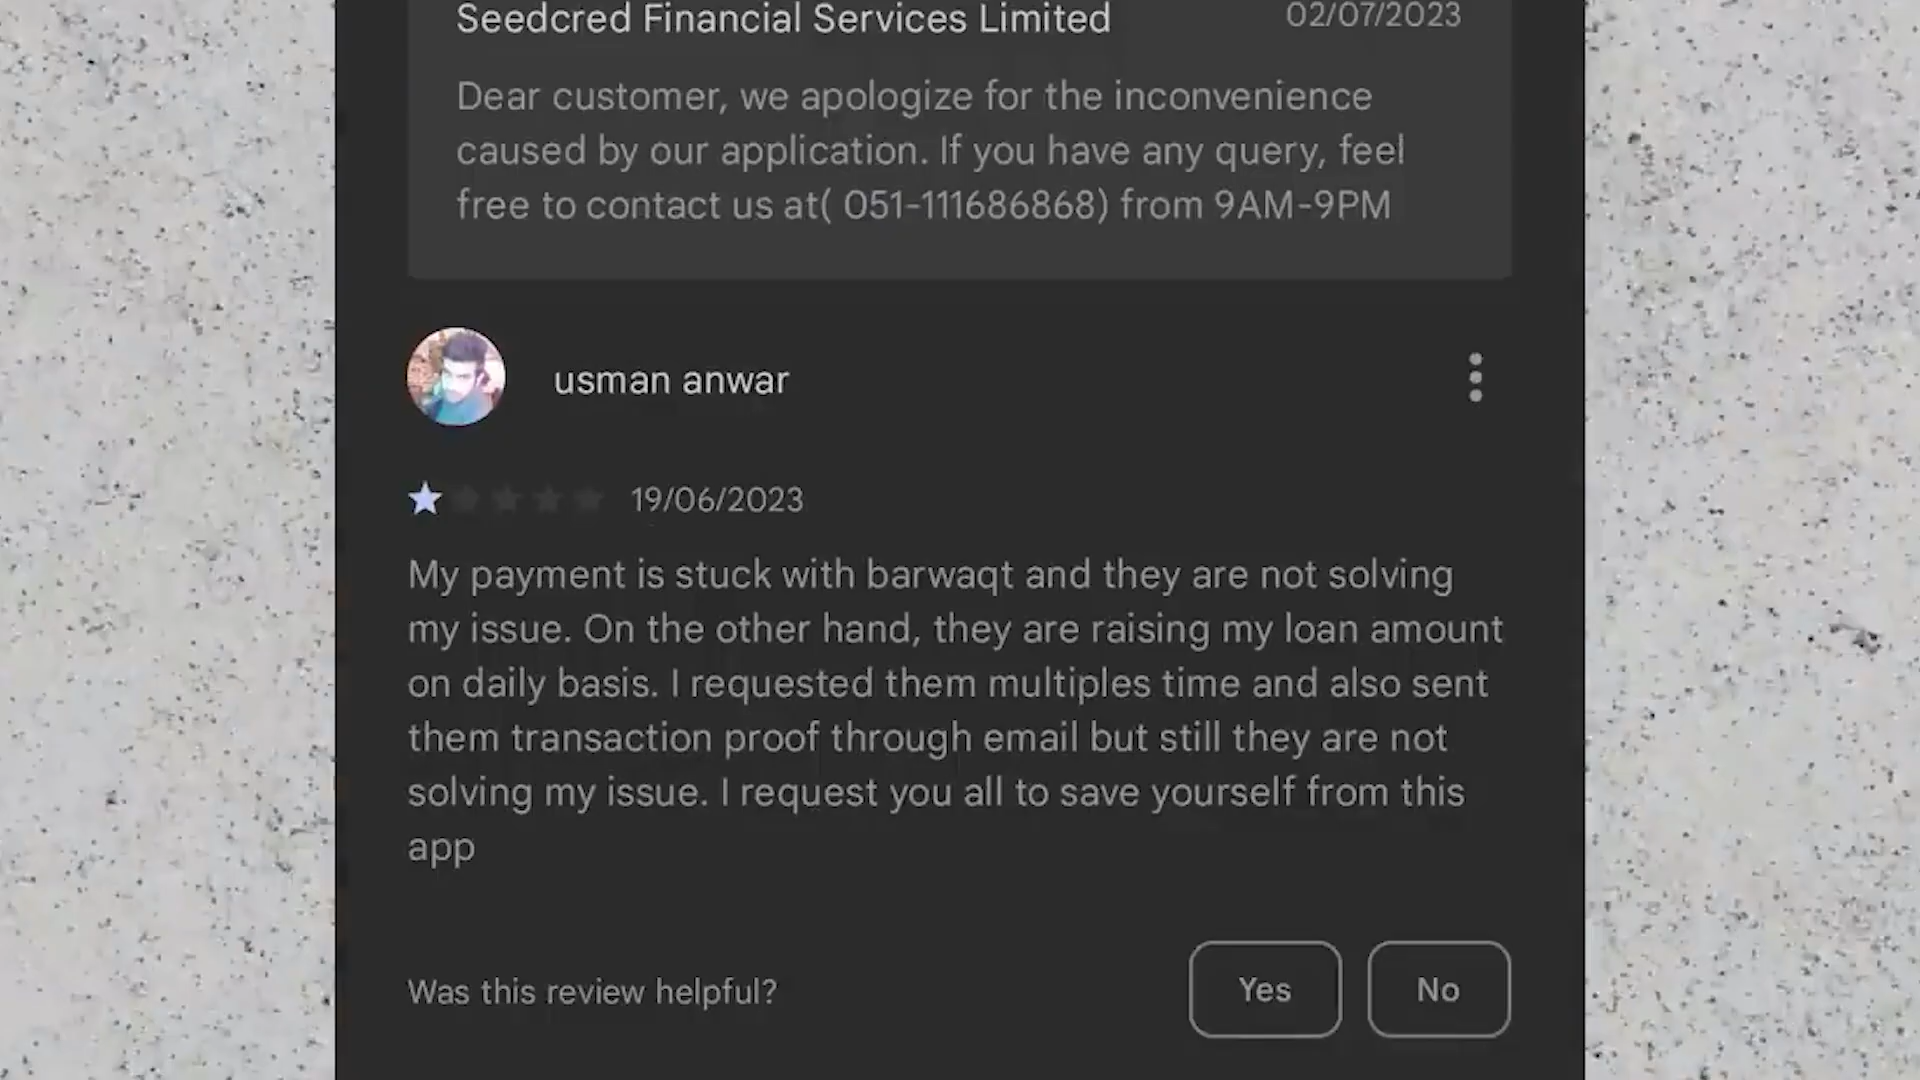 Seedcred Financial Services Limited 02/07/2023
Dear customer, we apologize for the inconvenience
caused by our application. If you have any query, feel
free to contact us at( 051-111686868) from 9AM-9PM
usman anwar
19/06/2023
My payment is stuck with barwaqt and they are not solving
my issue. On the other hand, they are raising my loan amount
on daily basis. I requested them multiples time and also sent
them transaction proof through email but still they are not
solving my issue. I request you all to save yourself from this
app
Was this review helpful? Yes No